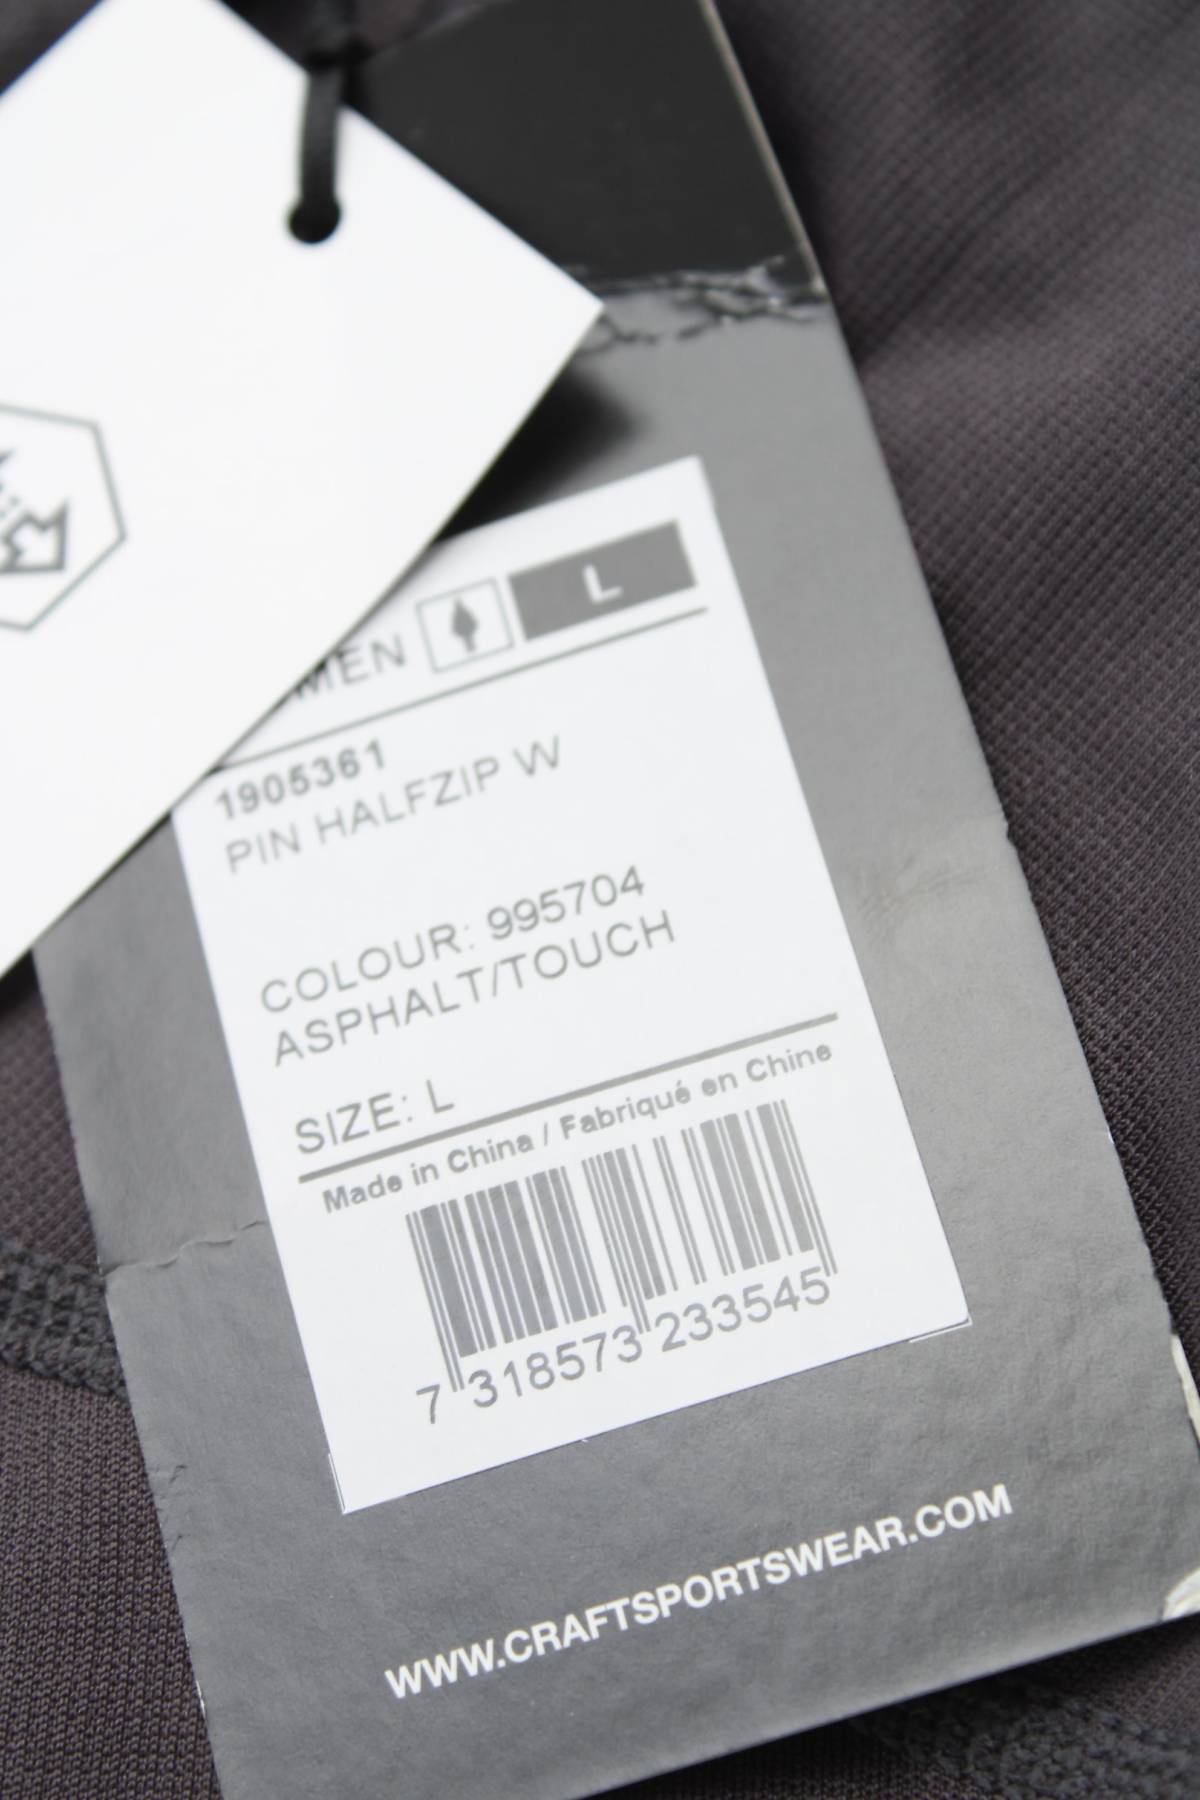 MEN L
1905361
PIN HALFZIP W
COLOUR: 995704
ASPHALT/TOUCH
SIZE: L
Made in China / Fabriqué en Chine
7 318573 233545
WWW.CRAFTSPORTSWEAR.COM